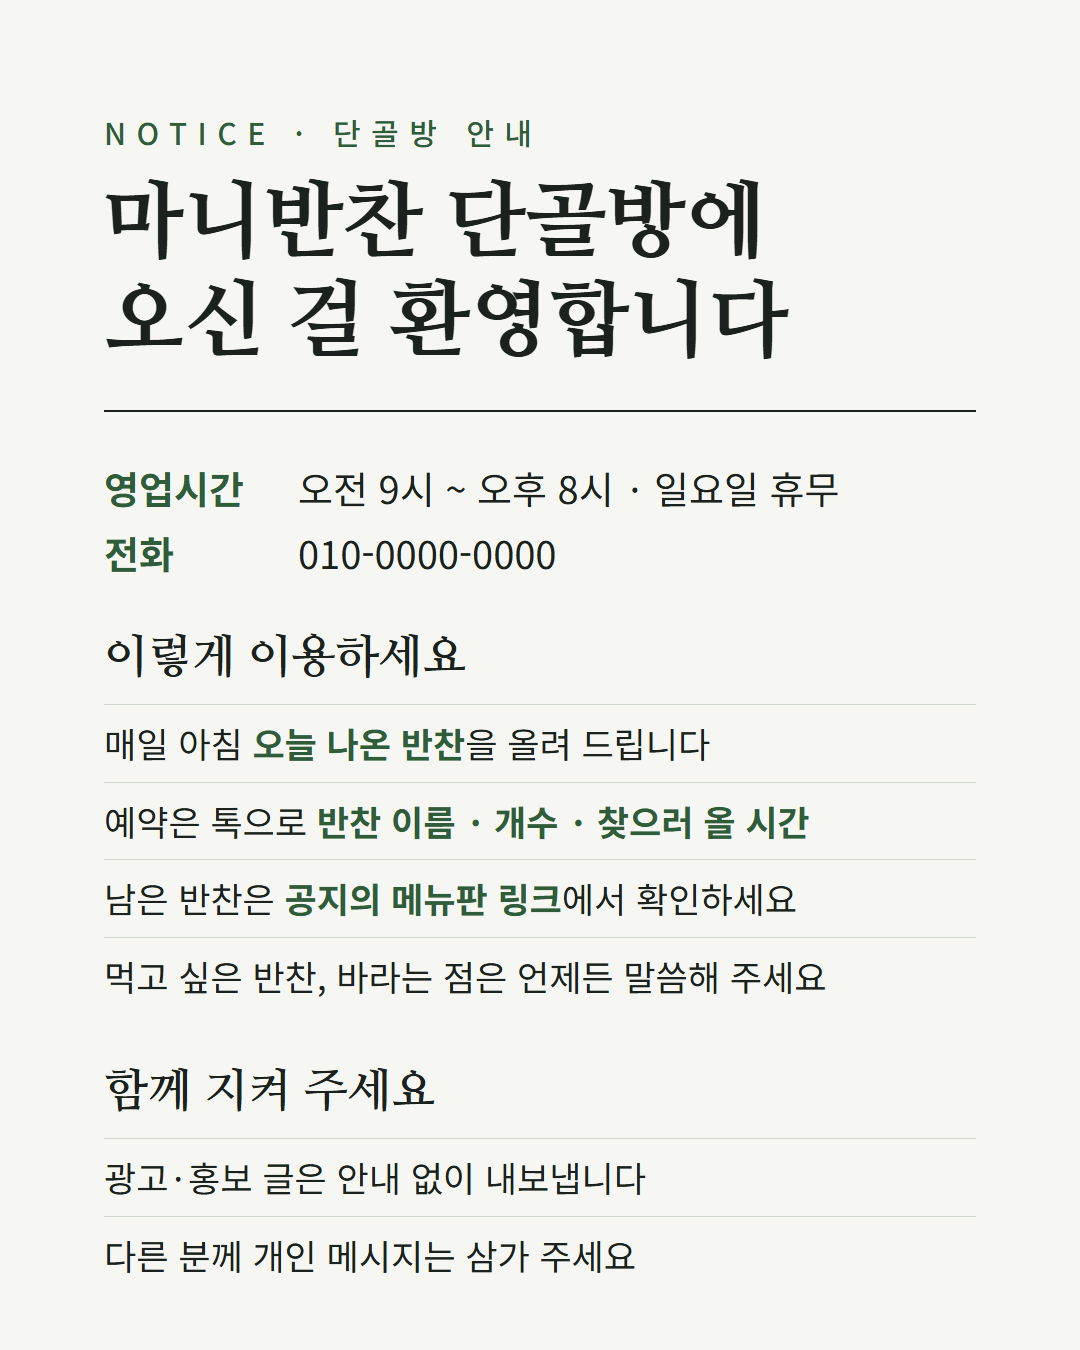 NOTICE · 단골방 안내
마니반찬 단골방에
오신 걸 환영합니다
영업시간 오전 9시 ~ 오후 8시 · 일요일 휴무
전화 010-0000-0000
이렇게 이용하세요
매일 아침 오늘 나온 반찬을 올려 드립니다
예약은 톡으로 반찬 이름 · 개수 · 찾으러 올 시간
남은 반찬은 공지의 메뉴판 링크에서 확인하세요
먹고 싶은 반찬, 바라는 점은 언제든 말씀해 주세요
함께 지켜 주세요
광고·홍보 글은 안내 없이 내보냅니다
다른 분께 개인 메시지는 삼가 주세요